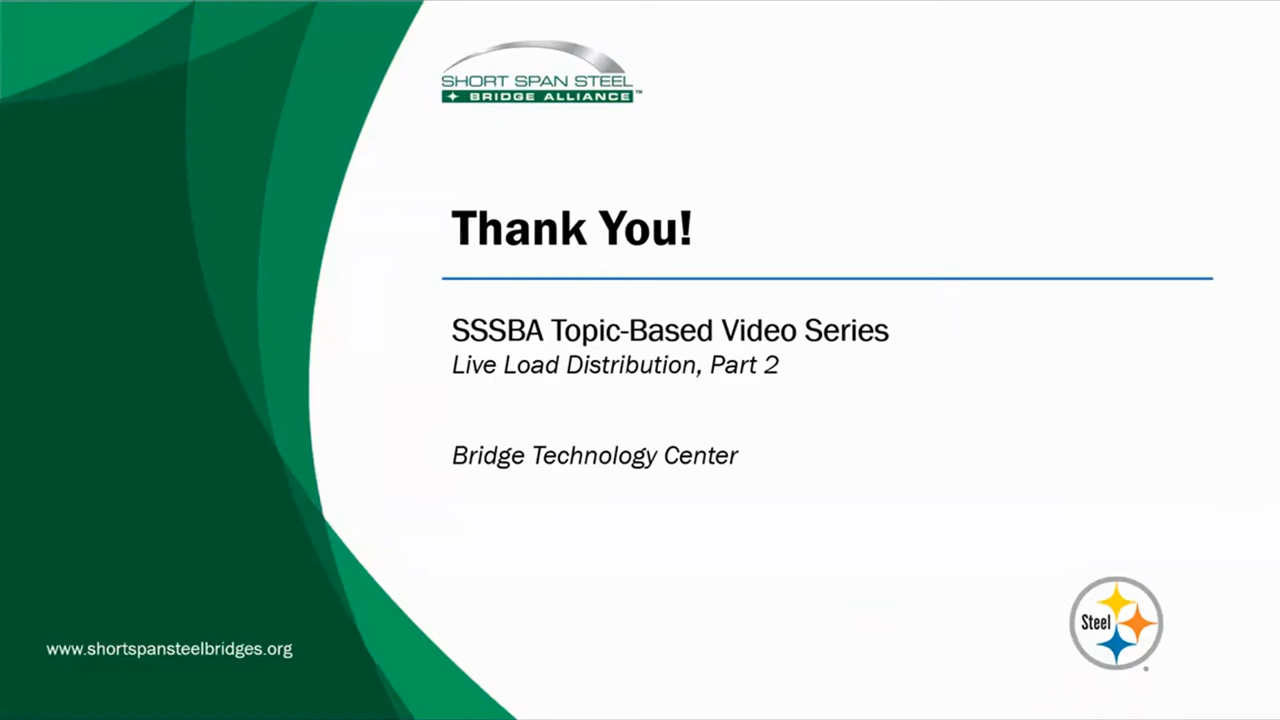 SHORT SPAN STEEL
BRIDGE ALLIANCE™
Thank You!
SSSBA Topic-Based Video Series
Live Load Distribution, Part 2
Bridge Technology Center
Steel
www.shortspansteelbridges.org